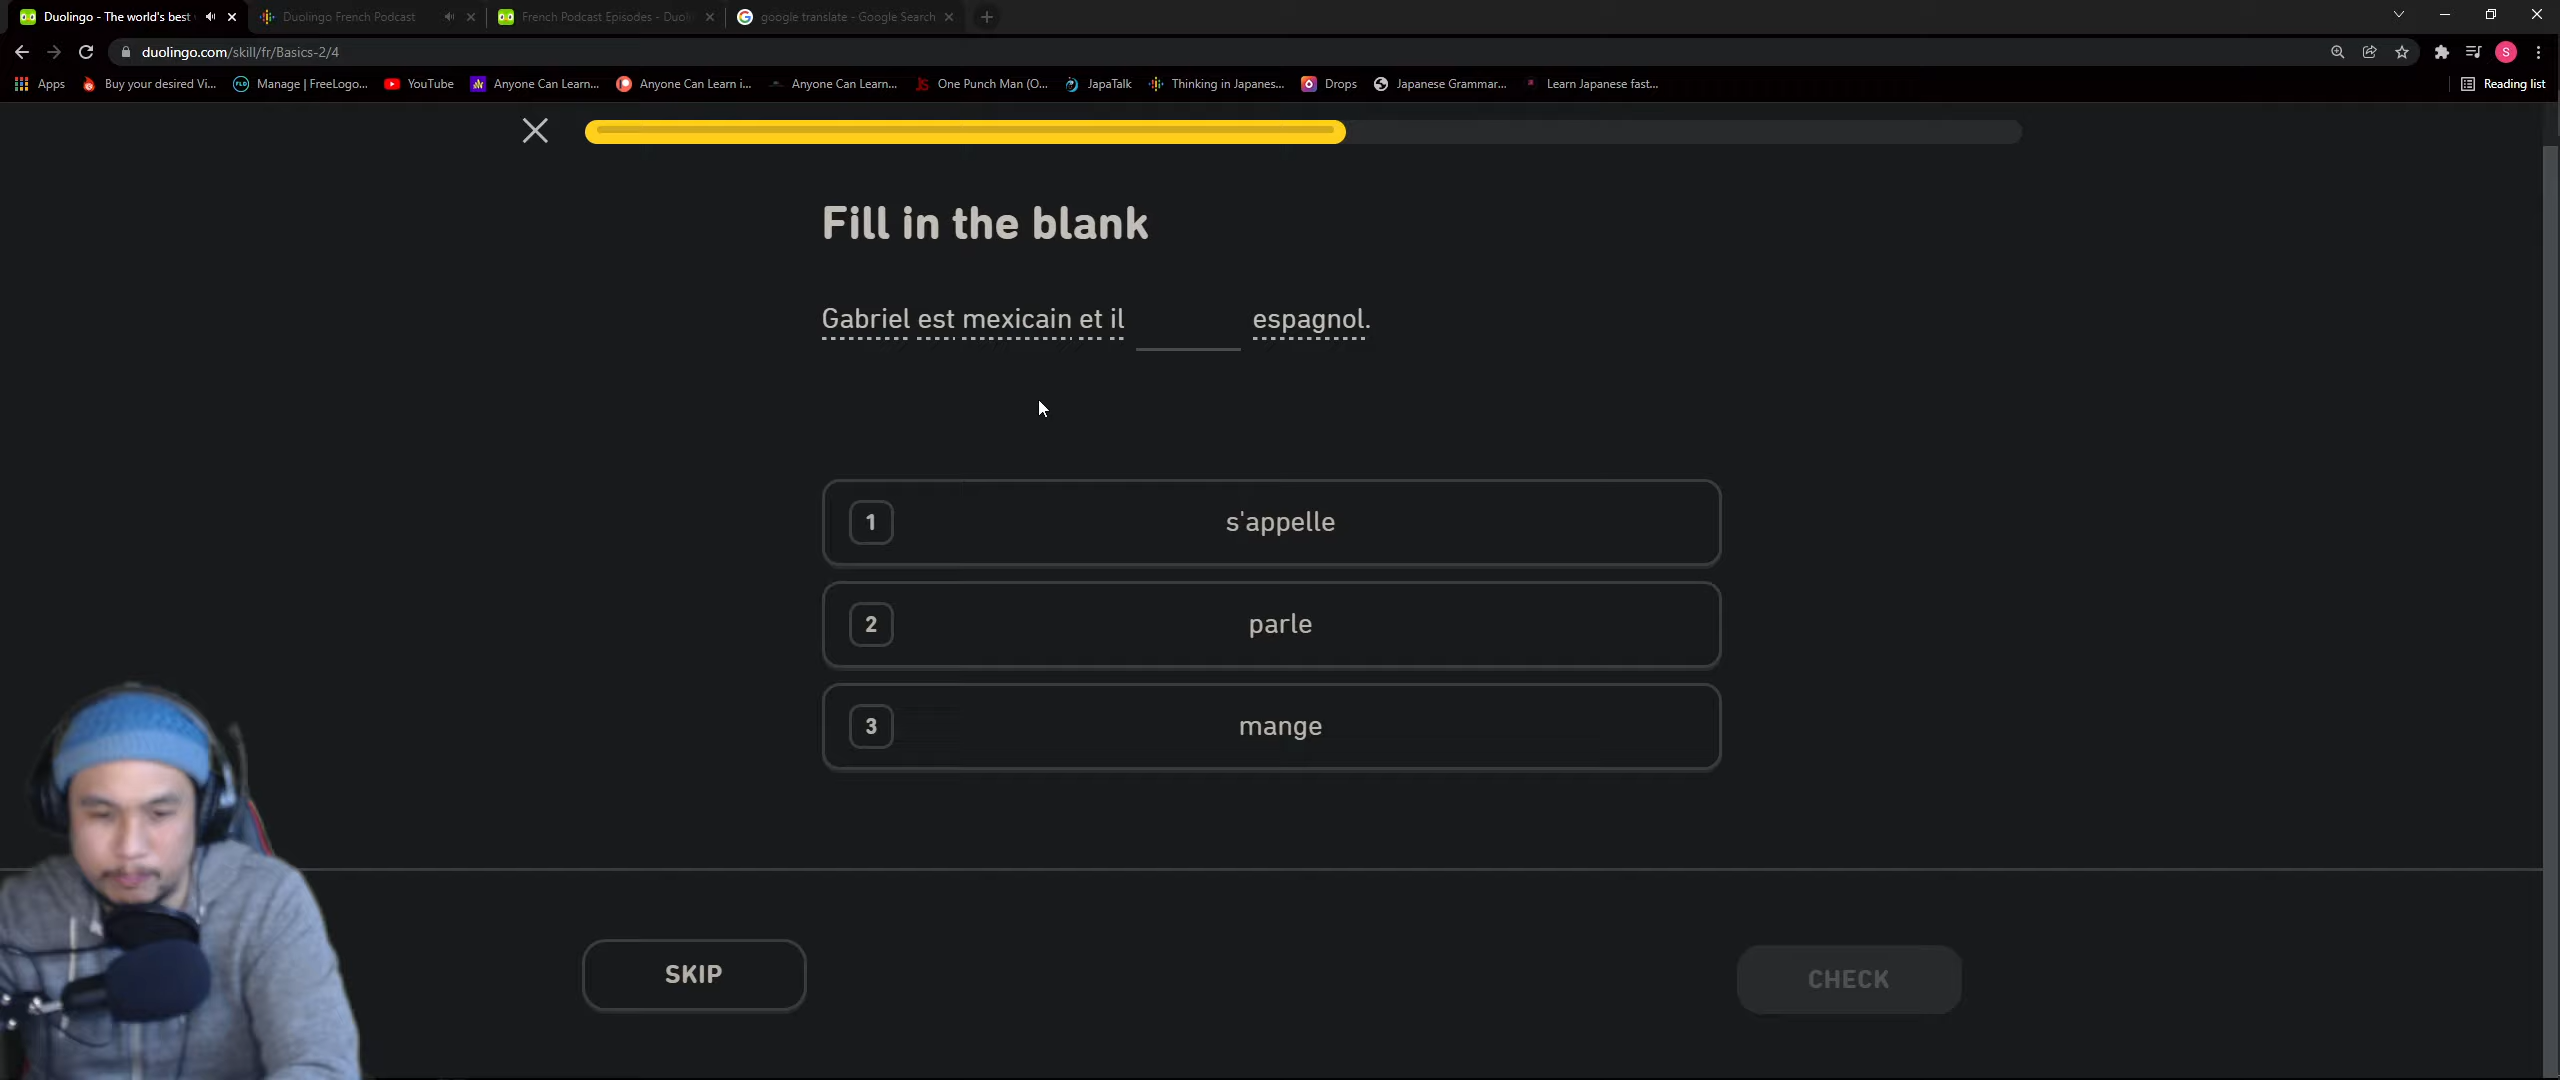 Duolingo - The world's best
Duolingo French Podcast
French Podcast Episodes - Duoli
google translate - Google Search
duolingo.com/skill/fr/Basics-2/4
S
Apps
Buy your desired Vi...
FLD
Manage | FreeLogo...
YouTube
Anyone Can Learn...
Anyone Can Learn i...
Anyone Can Learn...
JS
One Punch Man (O...
JapaTalk
Thinking in Japanes...
Drops
Japanese Grammar...
Learn Japanese fast...
Reading list
Fill in the blank
Gabriel est mexicain et il ______ espagnol.
1 s'appelle
2 parle
3 mange
SKIP
CHECK